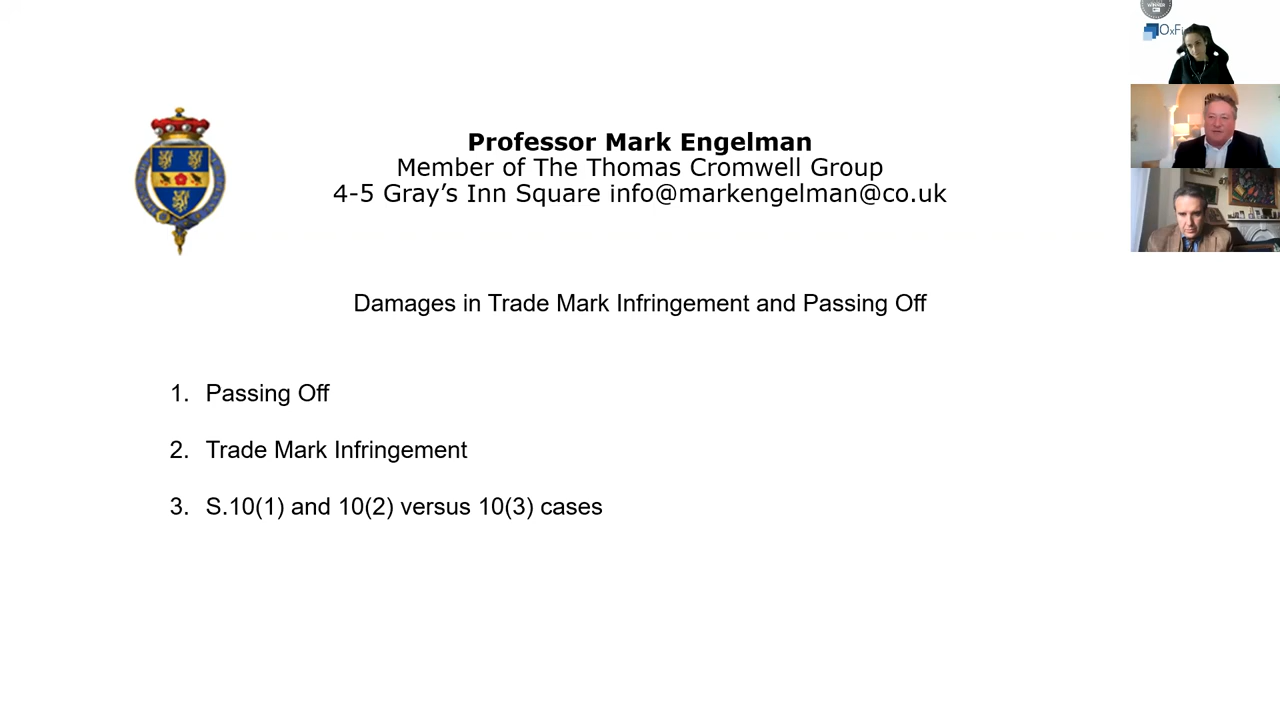 Professor Mark Engelman
Member of The Thomas Cromwell Group
4-5 Gray’s Inn Square info@markengelman@co.uk
Damages in Trade Mark Infringement and Passing Off
1. Passing Off
2. Trade Mark Infringement
3. S.10(1) and 10(2) versus 10(3) cases
WINNER